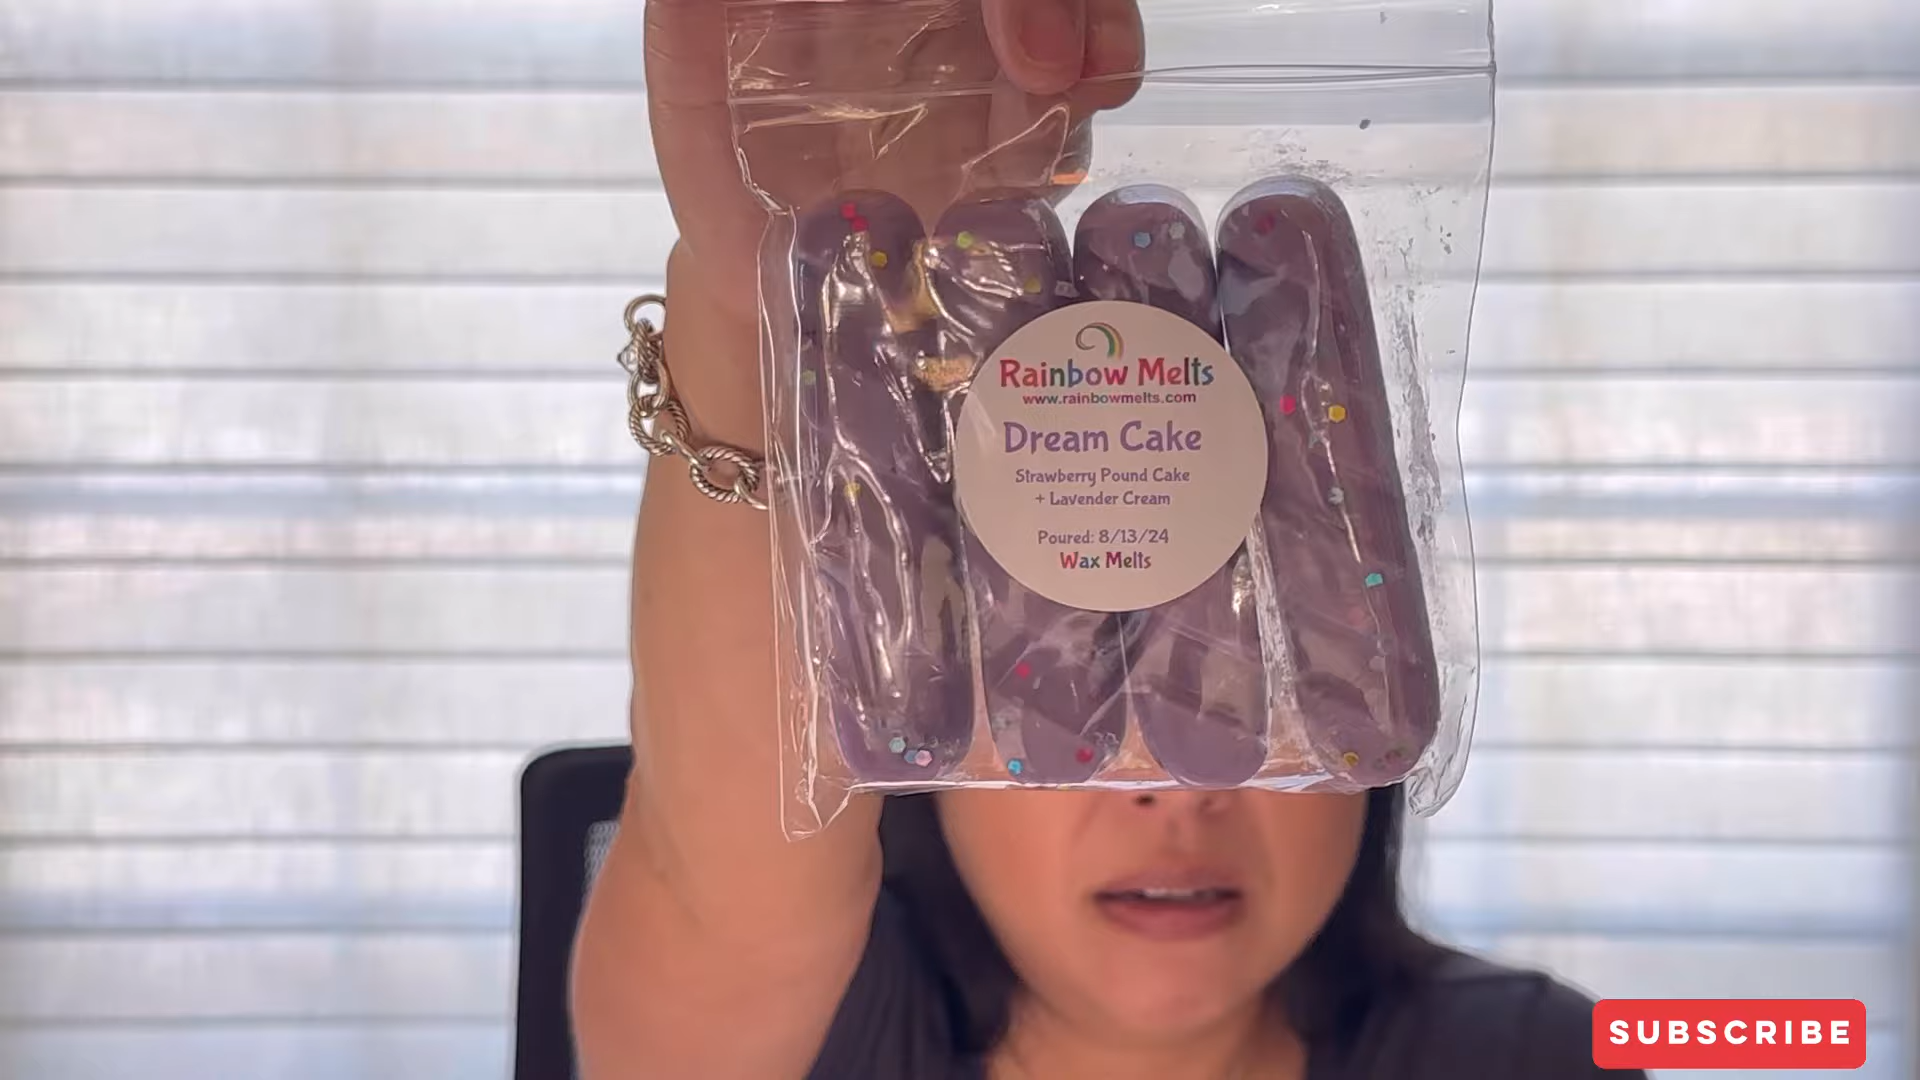 Rainbow Melts
www.rainbowmelts.com
Dream Cake
Strawberry Pound Cake
+ Lavender Cream
Poured: 8/13/24
Wax Melts
SUBSCRIBE